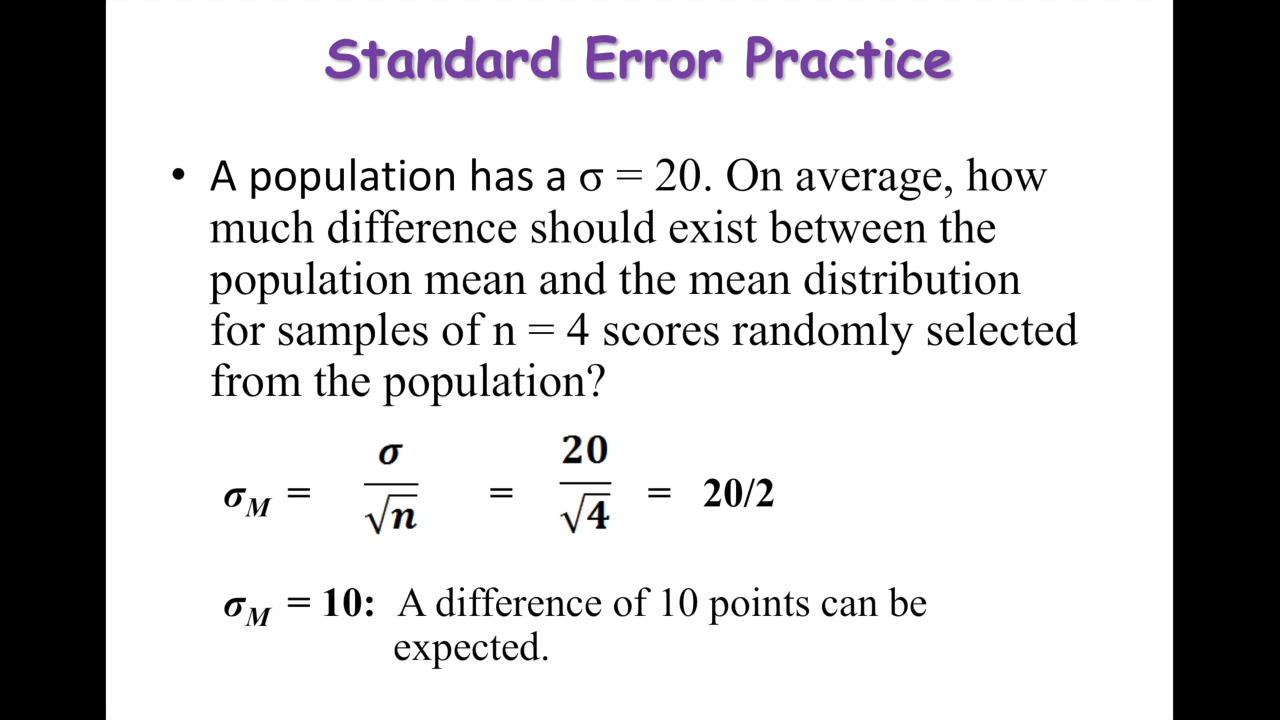 Standard Error Practice
• A population has a σ = 20. On average, how
much difference should exist between the
population mean and the mean distribution
for samples of n = 4 scores randomly selected
from the population?
σM = σ/√n = 20/√4 = 20/2
σM = 10: A difference of 10 points can be
expected.